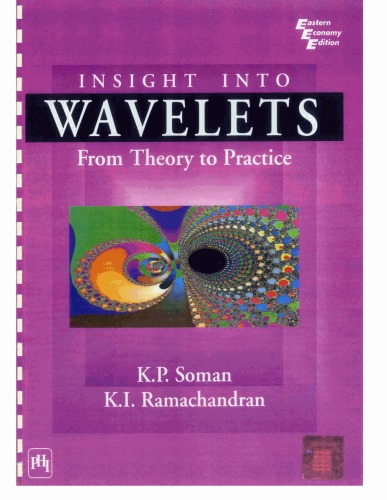 Eastern
Economy
Edition
INSIGHT INTO
WAVELETS
From Theory to Practice
K.P. Soman
K.I. Ramachandran
PHI